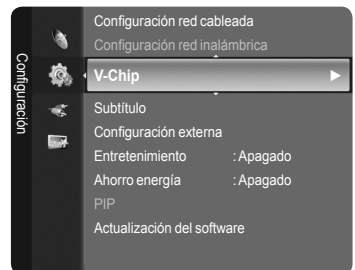 Configuración
Configuración red cableada
Configuración red inalámbrica
V-Chip
Subtítulo
Configuración externa
Entretenimiento : Apagado
Ahorro energía : Apagado
PIP
Actualización del software